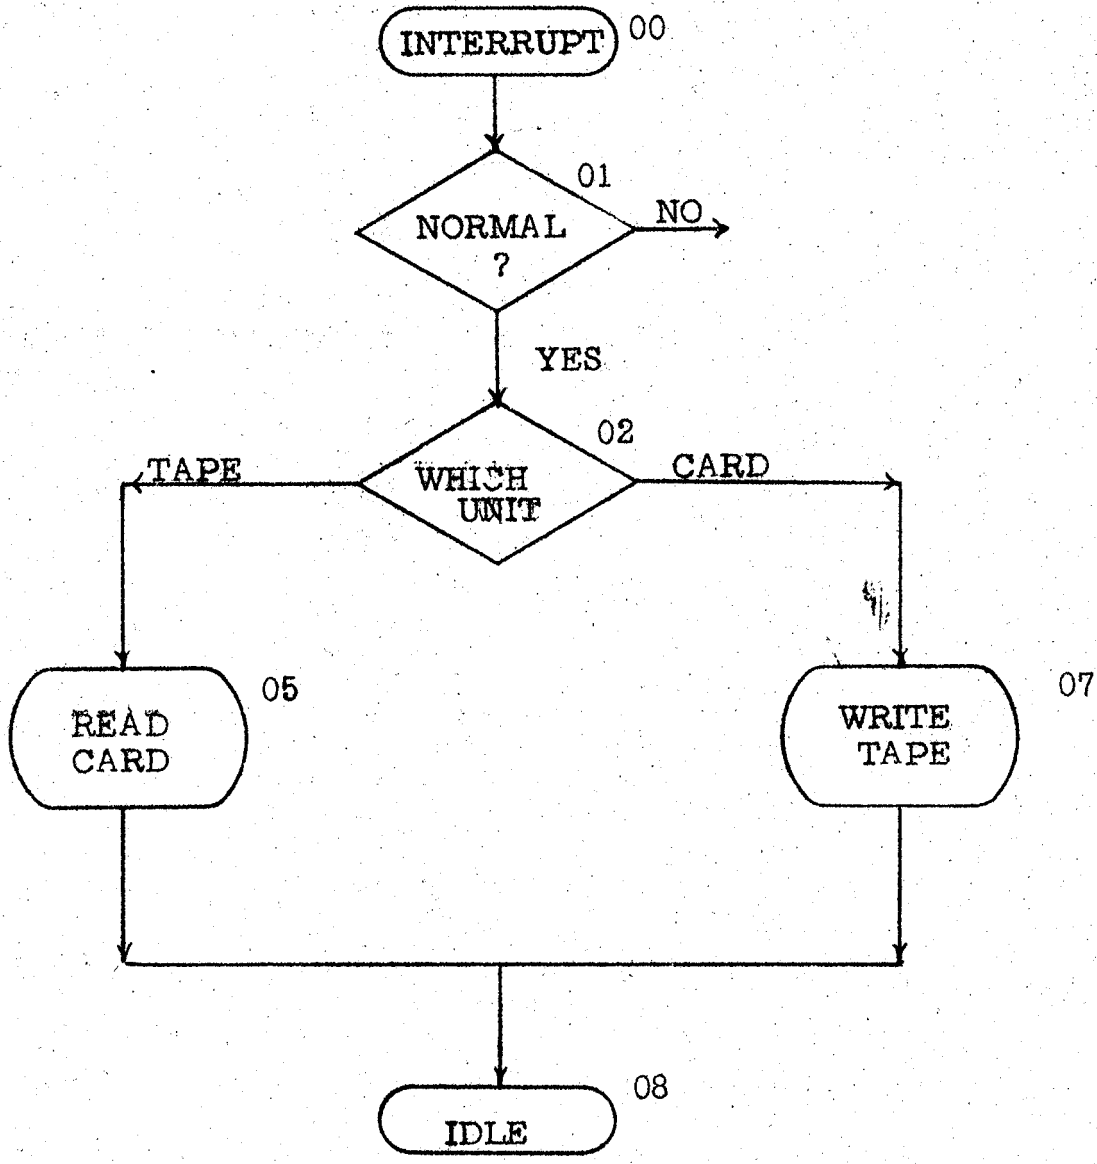 INTERRUPT 00
01
NORMAL
?
NO
YES
02
TAPE
WHICH
UNIT
CARD
READ
CARD
05
WRITE
TAPE
07
IDLE
08